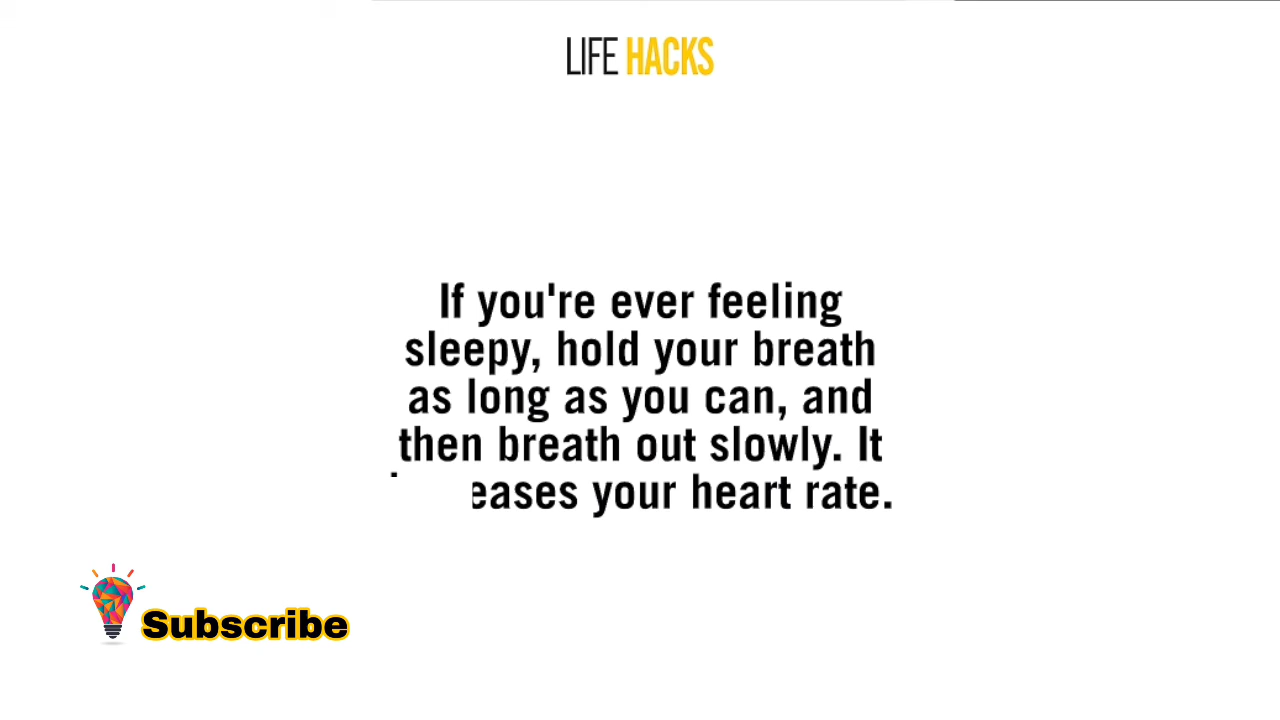 LIFE HACKS
If you're ever feeling
sleepy, hold your breath
as long as you can, and
then breath out slowly. It
eases your heart rate.
Subscribe